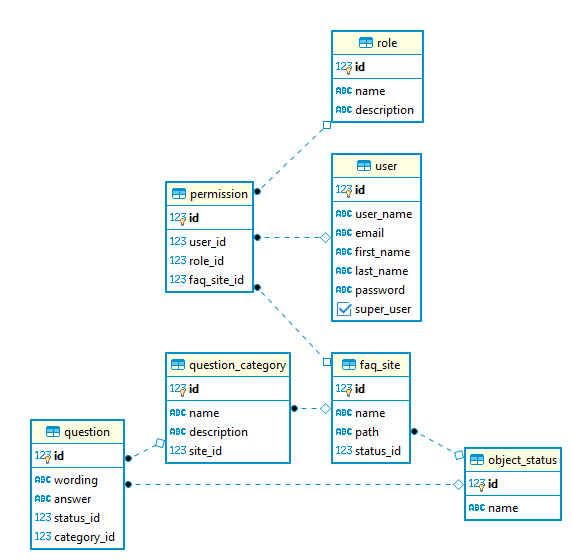 role
123 id
ABC name
ABC description
user
123 id
ABC user_name
ABC email
ABC first_name
ABC last_name
ABC password
super_user
permission
123 id
123 user_id
123 role_id
123 faq_site_id
question_category
123 id
ABC name
ABC description
123 site_id
faq_site
123 id
ABC name
ABC path
123 status_id
question
123 id
ABC wording
ABC answer
123 status_id
123 category_id
object_status
123 id
ABC name